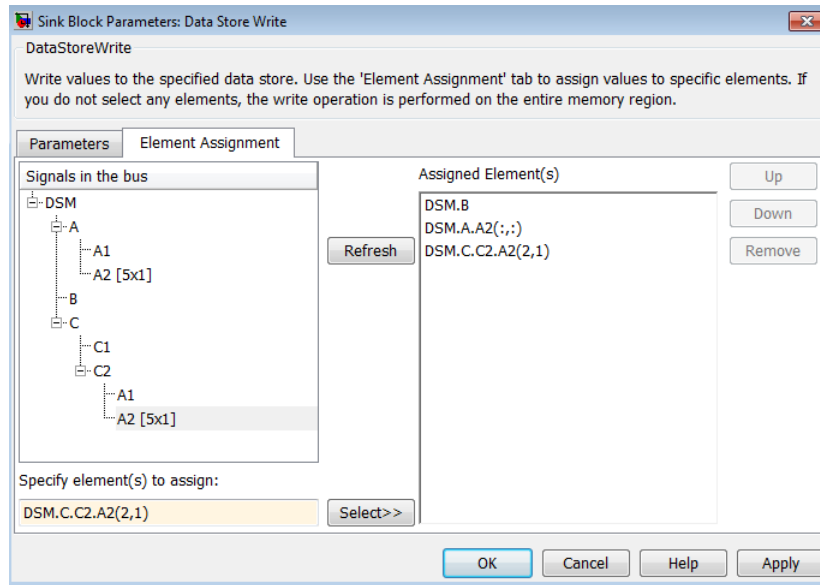 Sink Block Parameters: Data Store Write
DataStoreWrite
Write values to the specified data store. Use the 'Element Assignment' tab to assign values to specific elements. If
you do not select any elements, the write operation is performed on the entire memory region.
Parameters
Element Assignment
Signals in the bus
DSM
A
A1
A2 [5x1]
B
C
C1
C2
A1
A2 [5x1]
Specify element(s) to assign:
DSM.C.C2.A2(2,1)
Refresh
Select>>
Assigned Element(s)
DSM.B
DSM.A.A2(:,:)
DSM.C.C2.A2(2,1)
Up
Down
Remove
OK
Cancel
Help
Apply